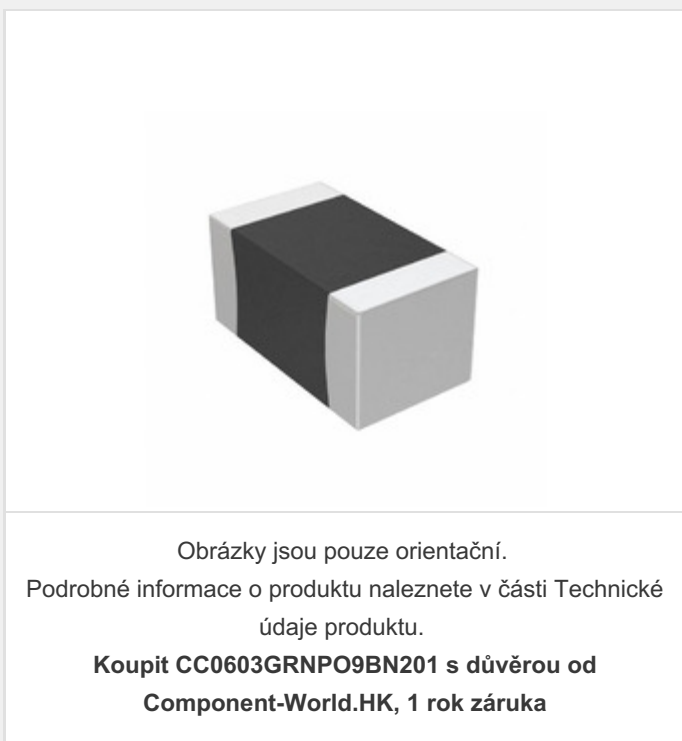 Obrázky jsou pouze orientační.
Podrobné informace o produktu naleznete v části Technické
údaje produktu.
Koupit CC0603GRNPO9BN201 s důvěrou od
Component-World.HK, 1 rok záruka